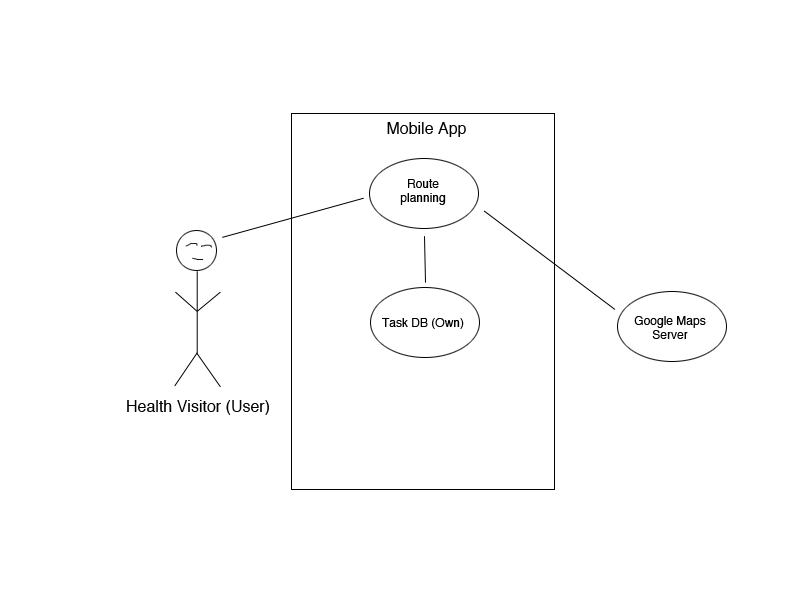 Mobile App
Route
planning
Task DB (Own)
Google Maps
Server
Health Visitor (User)